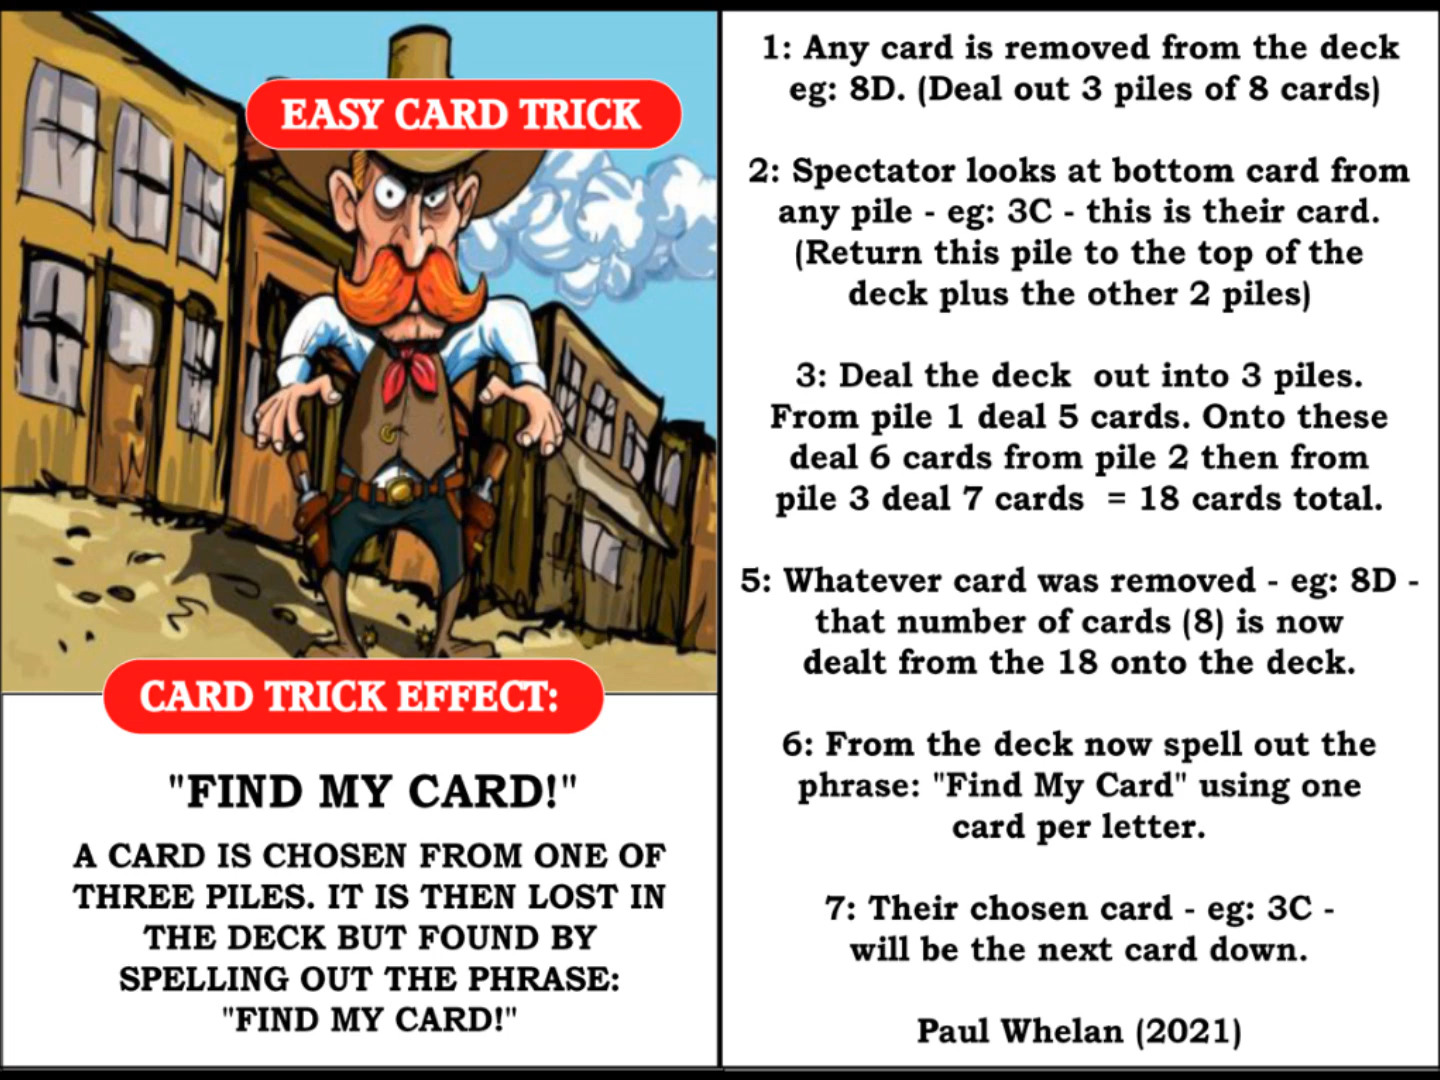 EASY CARD TRICK
CARD TRICK EFFECT:
"FIND MY CARD!"
A CARD IS CHOSEN FROM ONE OF
THREE PILES. IT IS THEN LOST IN
THE DECK BUT FOUND BY
SPELLING OUT THE PHRASE:
"FIND MY CARD!"
1: Any card is removed from the deck
eg: 8D. (Deal out 3 piles of 8 cards)
2: Spectator looks at bottom card from
any pile - eg: 3C - this is their card.
(Return this pile to the top of the
deck plus the other 2 piles)
3: Deal the deck  out into 3 piles.
From pile 1 deal 5 cards. Onto these
deal 6 cards from pile 2 then from
pile 3 deal 7 cards  = 18 cards total.
5: Whatever card was removed - eg: 8D -
that number of cards (8) is now
dealt from the 18 onto the deck.
6: From the deck now spell out the
phrase: "Find My Card" using one
card per letter.
7: Their chosen card - eg: 3C -
will be the next card down.
Paul Whelan (2021)